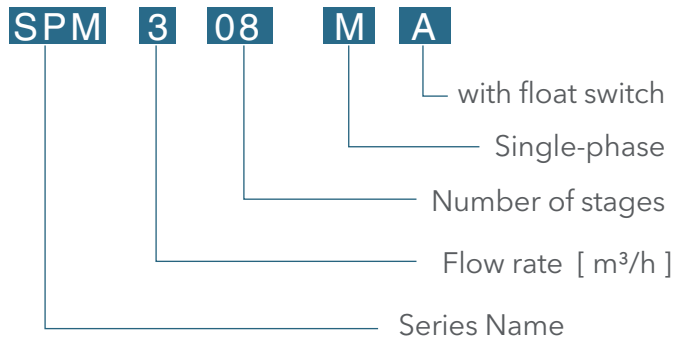 SPM 3 08 M A
with float switch
Single-phase
Number of stages
Flow rate [ m³/h ]
Series Name